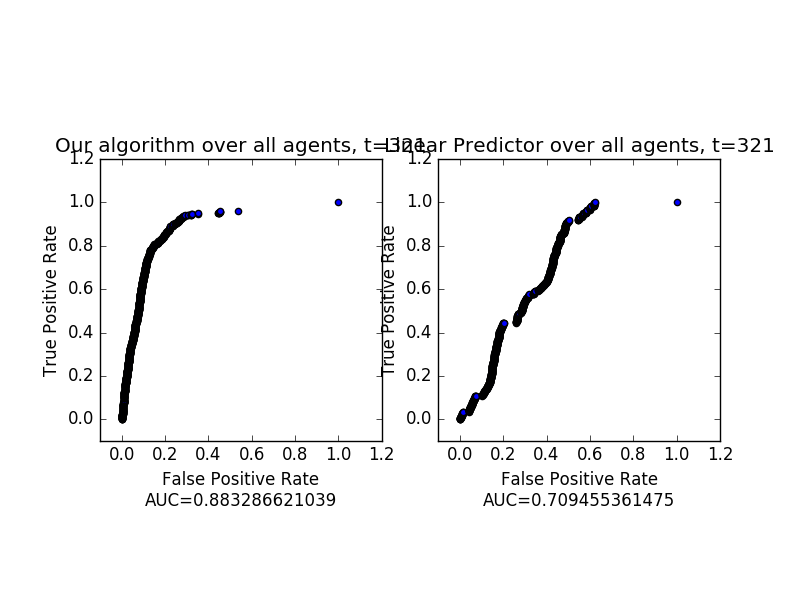 Our algorithm over all agents, t=321
True Positive Rate
1.2
1.0
0.8
0.6
0.4
0.2
0.0
0.0 0.2 0.4 0.6 0.8 1.0 1.2
False Positive Rate
AUC=0.883286621039
Linear Predictor over all agents, t=321
True Positive Rate
1.2
1.0
0.8
0.6
0.4
0.2
0.0
0.0 0.2 0.4 0.6 0.8 1.0 1.2
False Positive Rate
AUC=0.709455361475